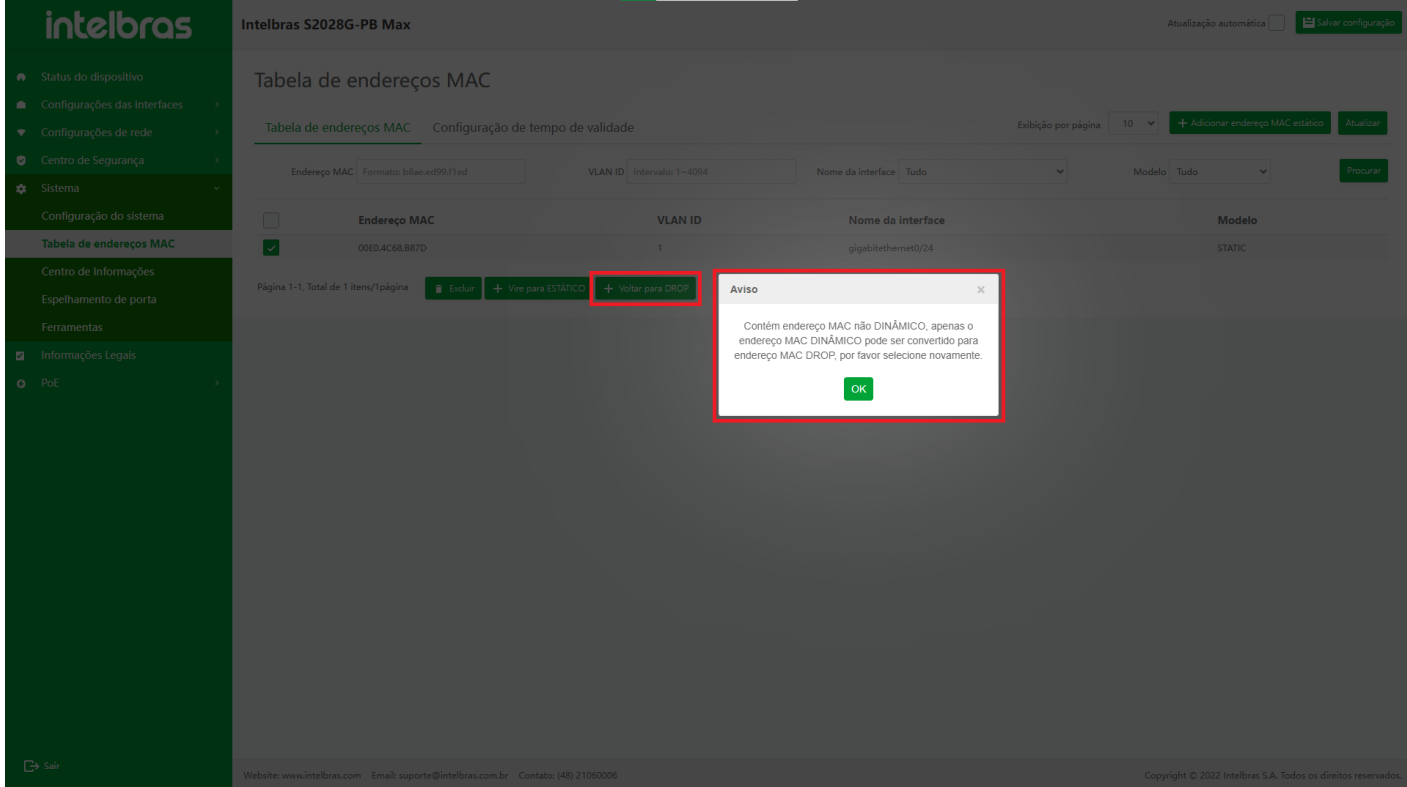 intelbras
Intelbras S2028G-PB Max
Atualização automática
Salvar configuração
Status do dispositivo
Configurações das interfaces
Configurações de rede
Centro de Segurança
Sistema
Configuração do sistema
Tabela de endereços MAC
Centro de Informações
Espelhamento de porta
Ferramentas
Informações Legais
PoE
Sair
Tabela de endereços MAC
Tabela de endereços MAC Configuração de tempo de validade
Exibição por página 10 + Adicionar endereço MAC estático Atualizar
Endereço MAC Formato: b8ae.ed99.f1ed VLAN ID Intervalo: 1~4094 Nome da interface Tudo Modelo Tudo Procurar
Endereço MAC VLAN ID Nome da interface Modelo
00E0.4C68.B87D 1 gigabitethernet0/24 STATIC
Página 1-1, Total de 1 itens/1página Excluir + Vire para ESTÁTICO + Voltar para DROP
Aviso ×
Contém endereço MAC não DINÂMICO, apenas o
endereço MAC DINÂMICO pode ser convertido para
endereço MAC DROP, por favor selecione novamente.
OK
Website: www.intelbras.com Email: suporte@intelbras.com.br Contato: (48) 21060006
Copyright © 2022 Intelbras S.A. Todos os direitos reservados.